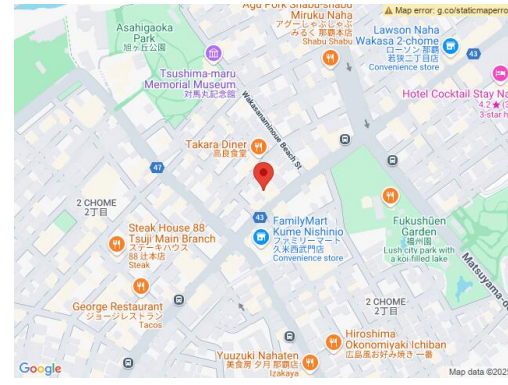 Agu Pork Shabu-shabu
Miruku Naha
アグーしゃぶしゃぶ
みるく 那覇本店
Shabu Shabu
Map error: g.co/staticmaperro
Asahigaoka
Park
旭ヶ丘公園
Lawson Naha
Wakasa 2-chome
ローソン 那覇
若狭二丁目店
Convenience store
43
Tsushima-maru
Memorial Museum
対馬丸記念館
Hotel Cocktail Stay Na
4.2★(3
3-star h
Wakasanaminoue Beach St
Takara Diner
高良食堂
47
2 CHOME
2丁目
43
FamilyMart
Kume Nishinjo
ファミリーマート
久米西武門店
Convenience store
Fukushūen
Garden
福州園
Lush city park with
a koi-filled lake
Steak House 88
Tsuji Main Branch
ステーキハウス
88 辻本店
Steak
Matsuyama-do
George Restaurant
ジョージレストラン
Tacos
2 CHOME
2丁目
Hiroshima
Okonomiyaki Ichiban
広島風お好み焼き 一番
Yuuzuki Nahaten
美食房 夕月 那覇店
Izakaya
Google
Map data ©2025